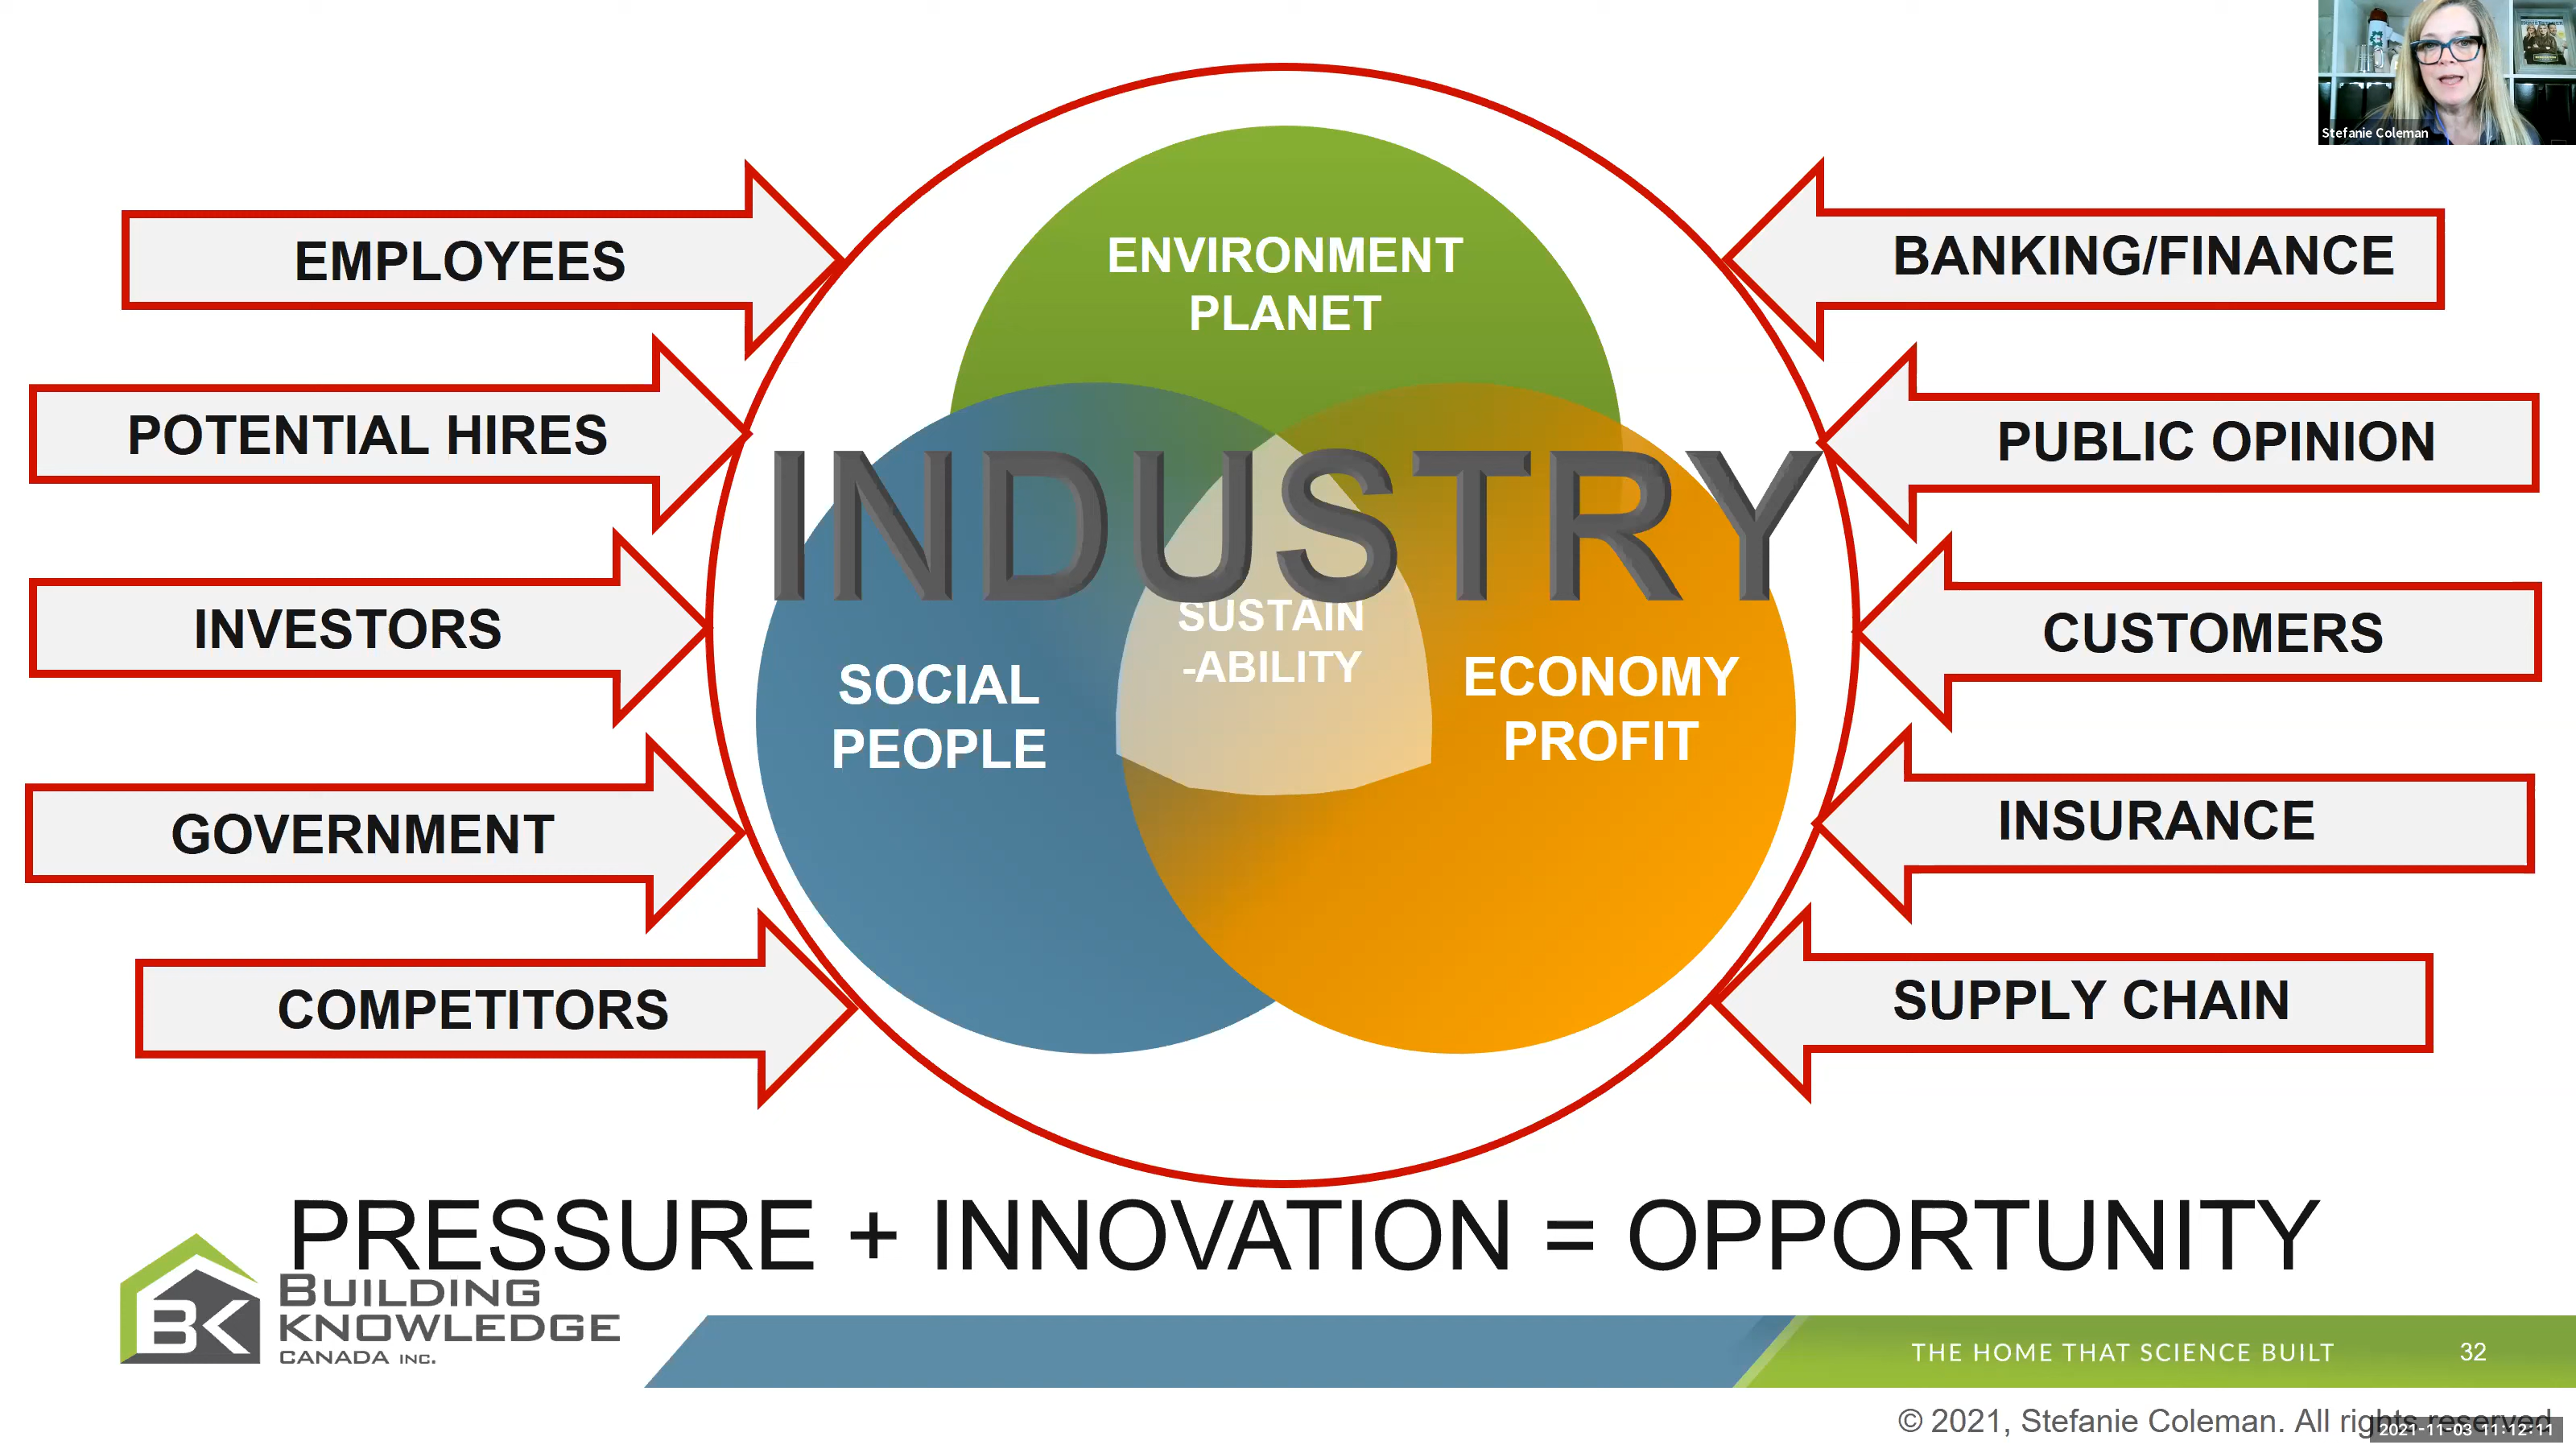 Stefanie Coleman
EMPLOYEES
POTENTIAL HIRES
INVESTORS
GOVERNMENT
COMPETITORS
ENVIRONMENT
PLANET
INDUSTRY
SUSTAIN
-ABILITY
SOCIAL
PEOPLE
ECONOMY
PROFIT
BANKING/FINANCE
PUBLIC OPINION
CUSTOMERS
INSURANCE
SUPPLY CHAIN
PRESSURE + INNOVATION = OPPORTUNITY
BK
BUILDING
KNOWLEDGE
CANADA INC.
THE HOME THAT SCIENCE BUILT 32
© 2021, Stefanie Coleman. All rights reserved
2021-11-03 11:12:11